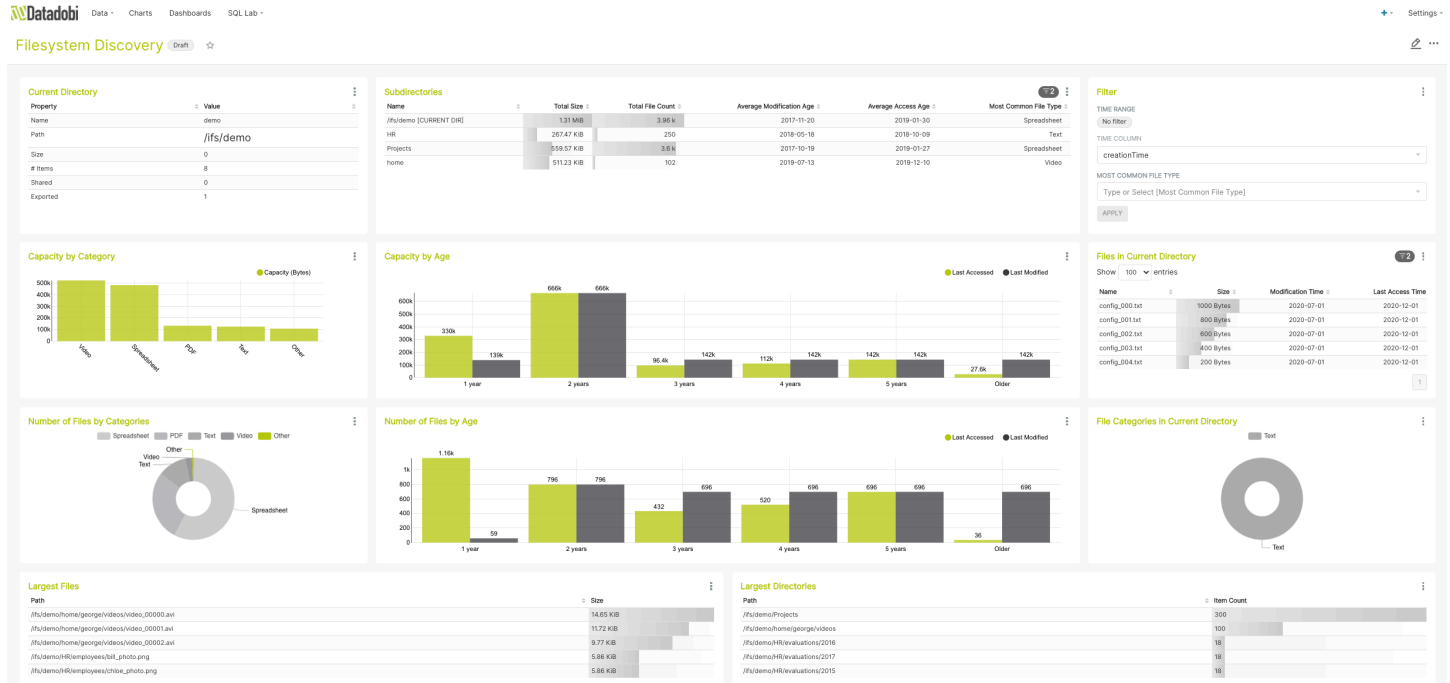 Datadobi Data Charts Dashboards SQL Lab Settings
Filesystem Discovery Draft
Current Directory
Property Value
Name demo
Path /ifs/demo
Size 0
# Items 8
Shared 0
Exported 1
Subdirectories 2
Name Total Size Total File Count Average Modification Age Average Access Age Most Common File Type
/ifs/demo [CURRENT DIR] 1.31 MiB 3.96 k 2017-11-20 2019-01-30 Spreadsheet
HR 267.47 KiB 250 2018-05-18 2018-10-09 Text
Projects 559.57 KiB 3.6 k 2017-10-19 2019-01-27 Spreadsheet
home 511.23 KiB 102 2019-07-13 2019-12-10 Video
Filter
TIME RANGE
No filter
TIME COLUMN
creationTime
MOST COMMON FILE TYPE
Type or Select [Most Common File Type]
APPLY
Capacity by Category
Capacity (Bytes)
500k
400k
300k
200k
100k
0
Video Spreadsheet PDF Text Other
Capacity by Age
Last Accessed Last Modified
600k
500k
400k
300k
200k
100k
0
330k 139k 666k 666k 96.4k 142k 112k 142k 142k 142k 27.6k 142k
1 year 2 years 3 years 4 years 5 years Older
Files in Current Directory 2
Show 100 entries
Name Size Modification Time Last Access Time
config_000.txt 1000 Bytes 2020-07-01 2020-12-01
config_001.txt 800 Bytes 2020-07-01 2020-12-01
config_002.txt 600 Bytes 2020-07-01 2020-12-01
config_003.txt 400 Bytes 2020-07-01 2020-12-01
config_004.txt 200 Bytes 2020-07-01 2020-12-01
1
Number of Files by Categories
Spreadsheet PDF Text Video Other
Other
Video
Text
Spreadsheet
Number of Files by Age
Last Accessed Last Modified
1k
800
600
400
200
0
1.16k 59 796 796 432 696 520 696 696 696 36 696
1 year 2 years 3 years 4 years 5 years Older
File Categories in Current Directory
Text
Text
Largest Files
Path Size
/ifs/demo/home/george/videos/video_00000.avi 14.65 KiB
/ifs/demo/home/george/videos/video_00001.avi 11.72 KiB
/ifs/demo/home/george/videos/video_00002.avi 9.77 KiB
/ifs/demo/HR/employees/bill_photo.png 5.86 KiB
/ifs/demo/HR/employees/chloe_photo.png 5.86 KiB
Largest Directories
Path Item Count
/ifs/demo/Projects 300
/ifs/demo/home/george/videos 100
/ifs/demo/HR/evaluations/2016 18
/ifs/demo/HR/evaluations/2017 18
/ifs/demo/HR/evaluations/2015 18